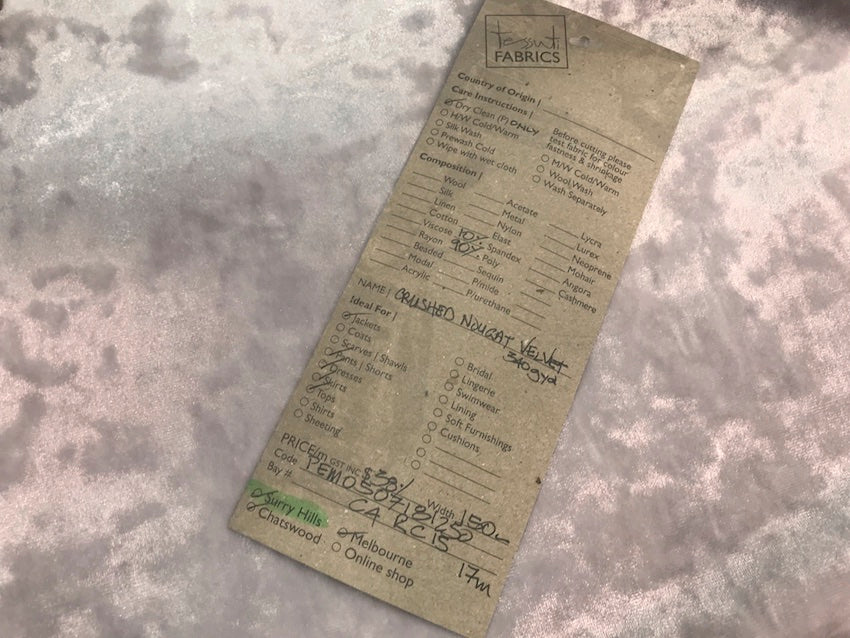 tessuti
FABRICS
Country of Origin |
Care Instructions |
Dry Clean (P) ONLY
H/W Cold/Warm
Silk Wash
Prewash Cold
Wipe with wet cloth
Before cutting please
test fabric for colour
fastness & shrinkage
M/W Cold/Warm
Wool Wash
Wash Separately
Composition |
Wool
Silk
Linen
Cotton
Viscose
Rayon
Beaded
Modal
Acrylic
Acetate
Metal
Nylon
Elast
10% Spandex
90% Poly
Sequin
Pinide
P/urethane
Lycra
Lurex
Neoprene
Mohair
Angora
Cashmere
NAME | CRUSHED NOUGAT VELVET
Ideal For |
Jackets
Coats
Scarves | Shawls
Pants | Shorts
Dresses
Skirts
Tops
Shirts
Sheeting
Bridal
Lingerie
Swimwear
Lining
Soft Furnishings
Cushions
PRICE/m GST INC $38/ Width 150
Code
Bay # CA RC15
Surry Hills
Chatswood
Melbourne
Online shop
17m